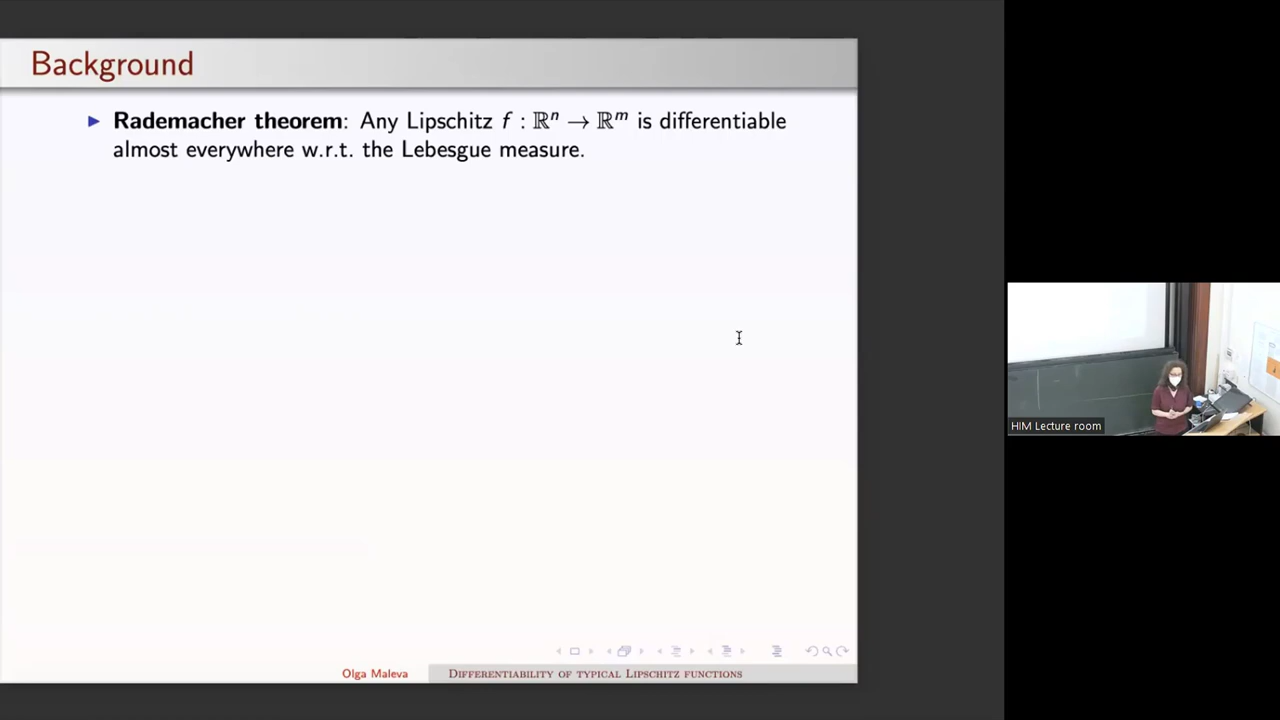 Background
Rademacher theorem: Any Lipschitz f : ℝⁿ → ℝᵐ is differentiable
almost everywhere w.r.t. the Lebesgue measure.
HIM Lecture room
Olga Maleva
Differentiability of typical Lipschitz functions